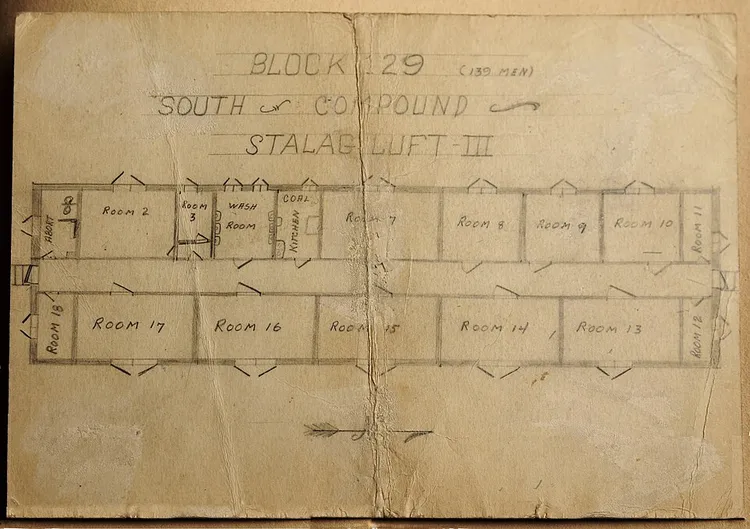 BLOCK 129 (139 MEN)
SOUTH COMPOUND
STALAG LUFT-III
ABORT
ROOM 2
ROOM 3
WASH ROOM
COAL
KITCHEN
ROOM 7
ROOM 8
ROOM 9
ROOM 10
ROOM 11
ROOM 18
ROOM 17
ROOM 16
ROOM 15
ROOM 14
ROOM 13
ROOM 12